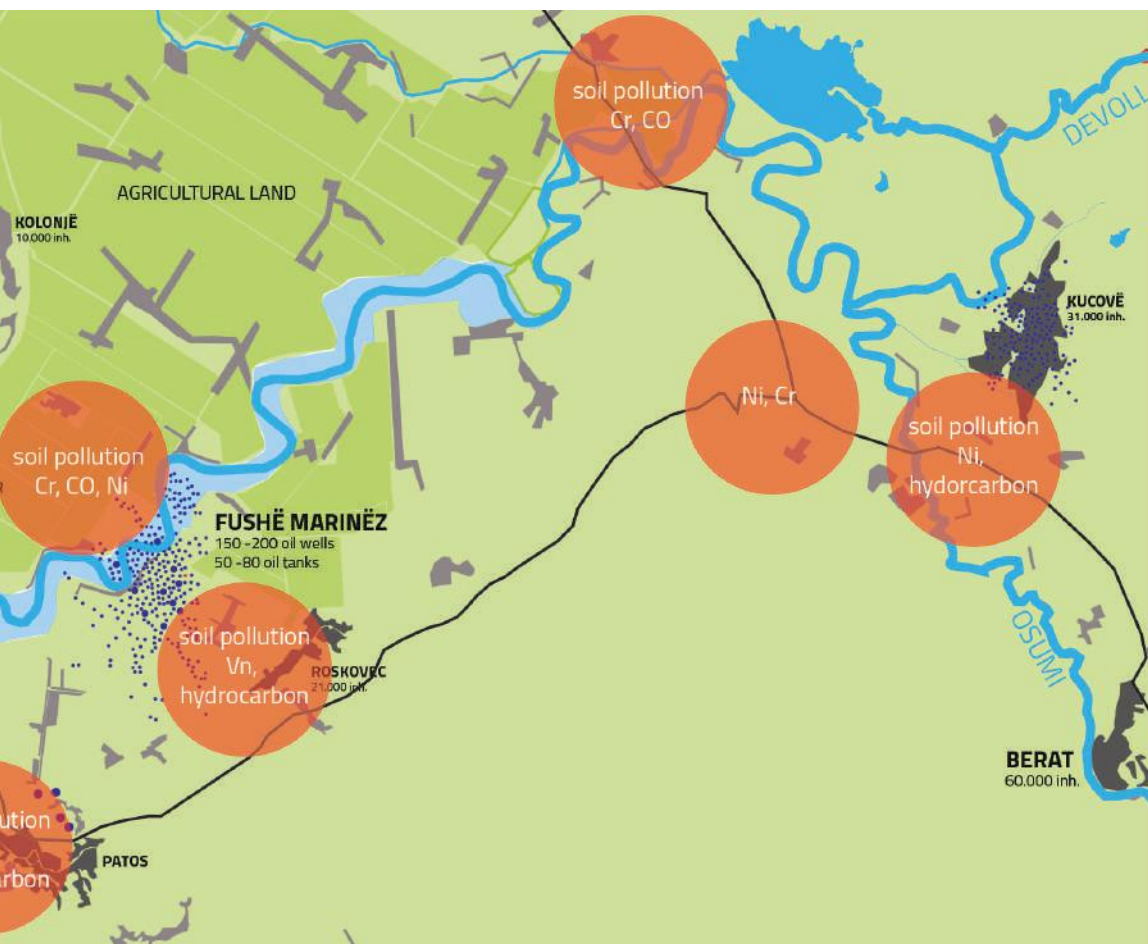 soil pollution
Cr, CO
DEVOLL
AGRICULTURAL LAND
KOLONJË
10.000 inh.
KUCOVË
31.000 inh.
Ni, Cr
soil pollution
Ni,
hydorcarbon
soil pollution
Cr, CO, Ni
FUSHË MARINËZ
150 -200 oil wells
50 -80 oil tanks
soil pollution
Vn,
hydrocarbon
ROSKOVEC
21.000 inh.
OSUMI
BERAT
60.000 inh.
ution
arbon
PATOS